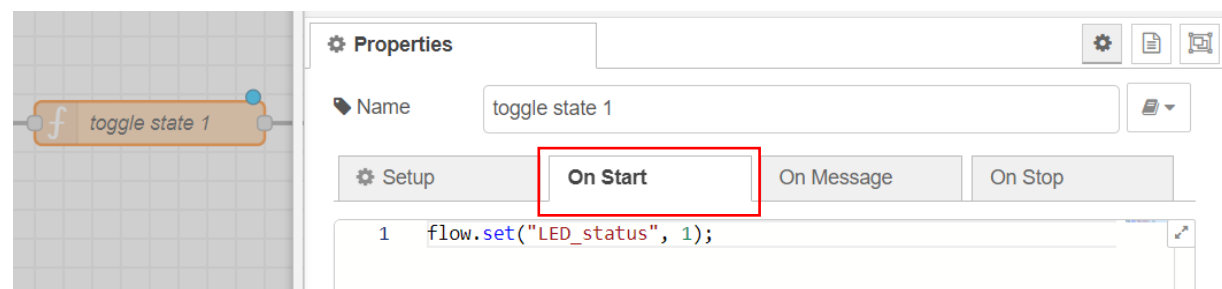 Properties
toggle state 1
Name
toggle state 1
Setup
On Start
On Message
On Stop
1 flow.set("LED_status", 1);